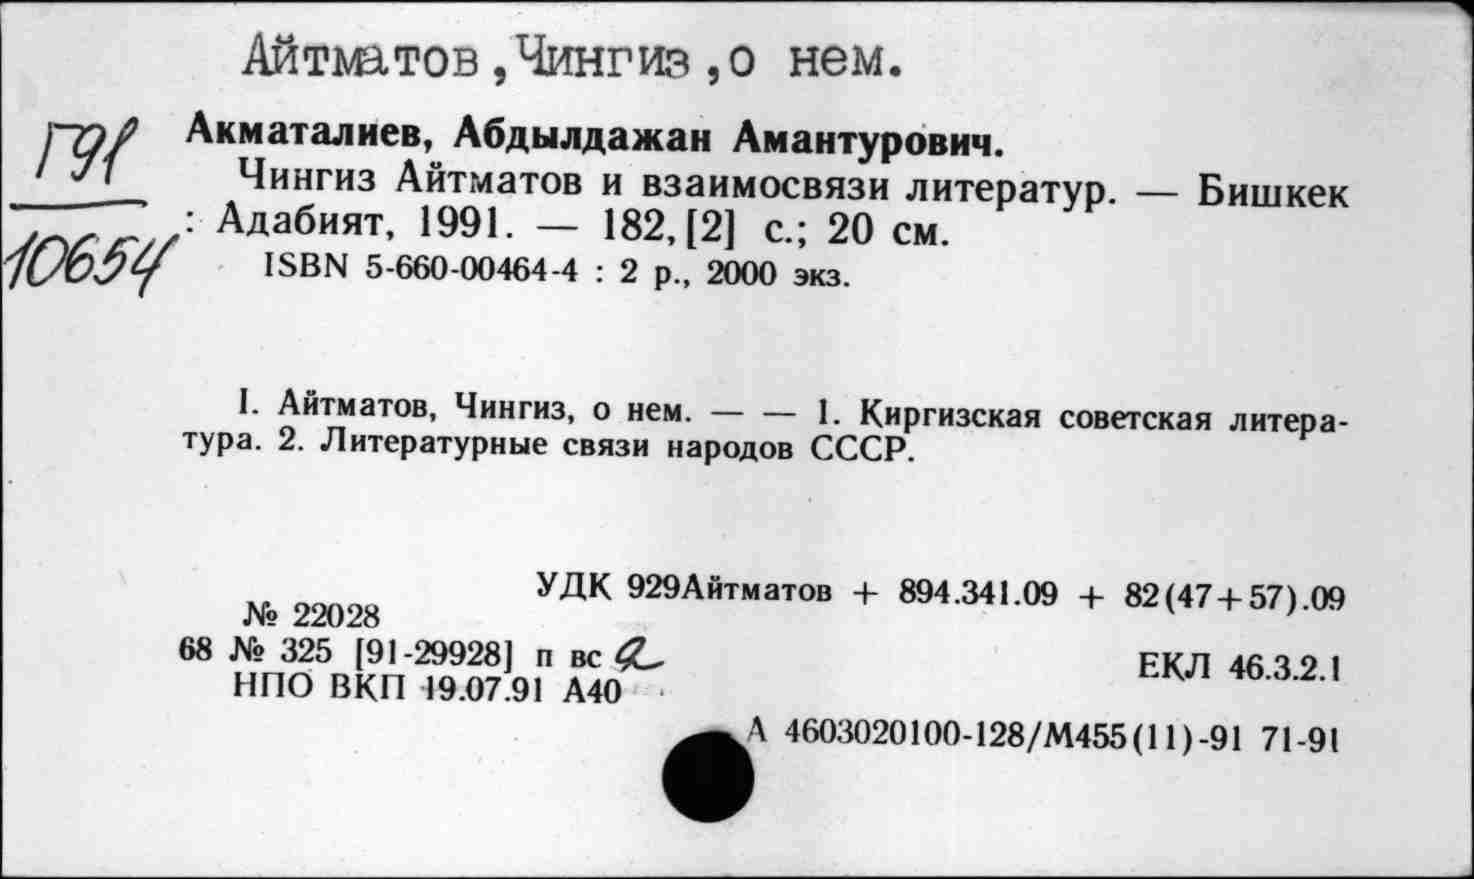 Айтматов,Чингиз,о нем.
Г91
10654
Акматалиев, Абдылдажан Амантурович.
Чингиз Айтматов и взаимосвязи литератур. — Бишкек
: Адабият, 1991. — 182,[2] с.; 20 см.
ISBN 5-660-00464-4 : 2 р., 2000 экз.
I. Айтматов, Чингиз, о нем. — — 1. Киргизская советская литера-
тура. 2. Литературные связи народов СССР.
УДК 929Айтматов + 894.341.09 + 82(47+57).09
№ 22028
68 № 325 [91-29928] п вс
ЕКЛ 46.3.2.1
НПО ВКП 19.07.91 А40
А 4603020100-128/М455(11)-91 71-91